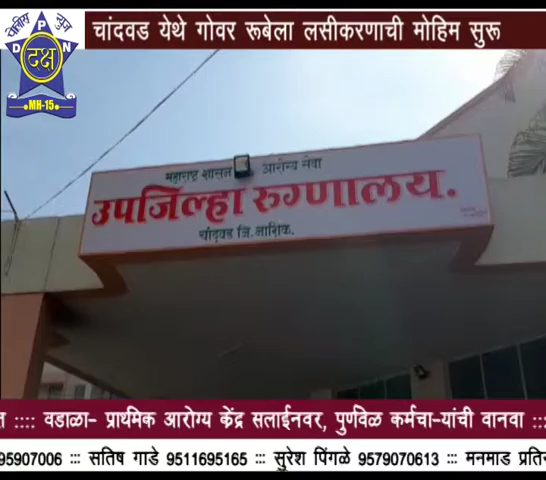 चांदवड येथे गोवर रूबेला लसीकरणाची मोहिम सुरू
पोलीस न्युज
D P N
दक्ष
MH-15
महाराष्ट्र शासन आरोग्य सेवा
उपजिल्हा रुग्णालय.
चांदवड जि. नाशिक.
:::: वडाळा- प्राथमिक आरोग्य केंद्र सलाईनवर, पुर्णवेळ कर्मचा-यांची वानवा :::
95907006 ::: सतिष गाडे 9511695165 ::: सुरेश पिंगळे 9579070613 ::: मनमाड प्रतिन